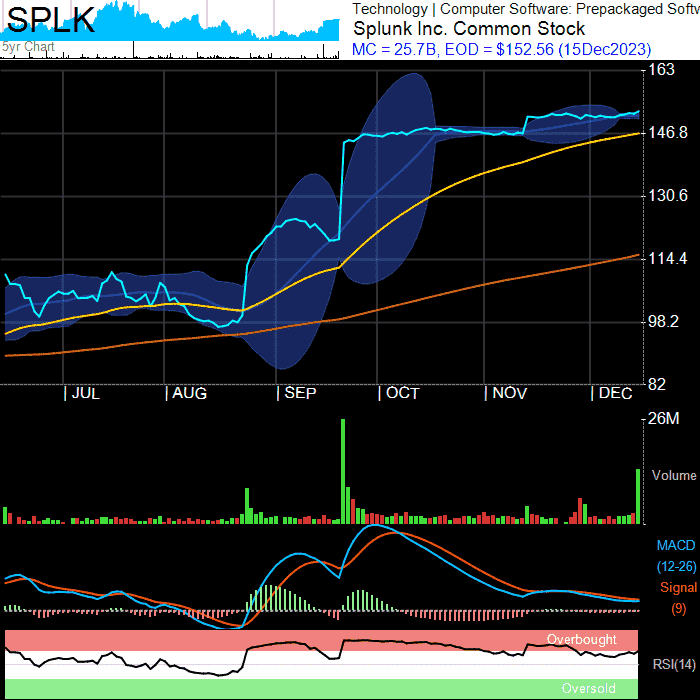 SPLK
5yr Chart
Technology | Computer Software: Prepackaged Softw
Splunk Inc. Common Stock
MC = 25.7B, EOD = $152.56 (15Dec2023)
163
146.8
130.6
114.4
98.2
82
| JUL | AUG | SEP | OCT | NOV | DEC
26M
Volume
MACD
(12-26)
Signal
(9)
Overbought
RSI(14)
Oversold